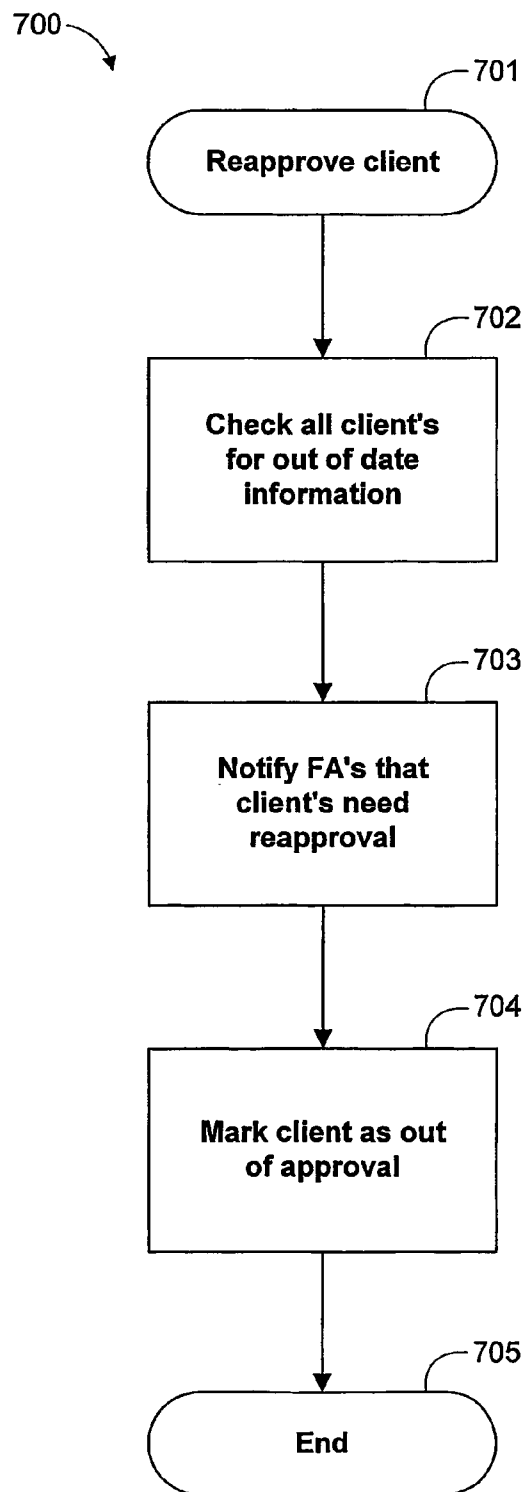 700
701
Reapprove client
702
Check all client's
for out of date
information
703
Notify FA's that
client's need
reapproval
704
Mark client as out
of approval
705
End